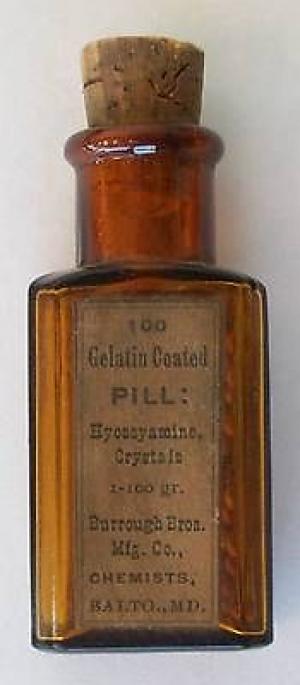 100
Gelatin Coated
PILL:
Hyoscyamine,
Crystals
1-100 gr.
Burrough Bros.
Mfg. Co.,
CHEMISTS,
BALTO., MD.